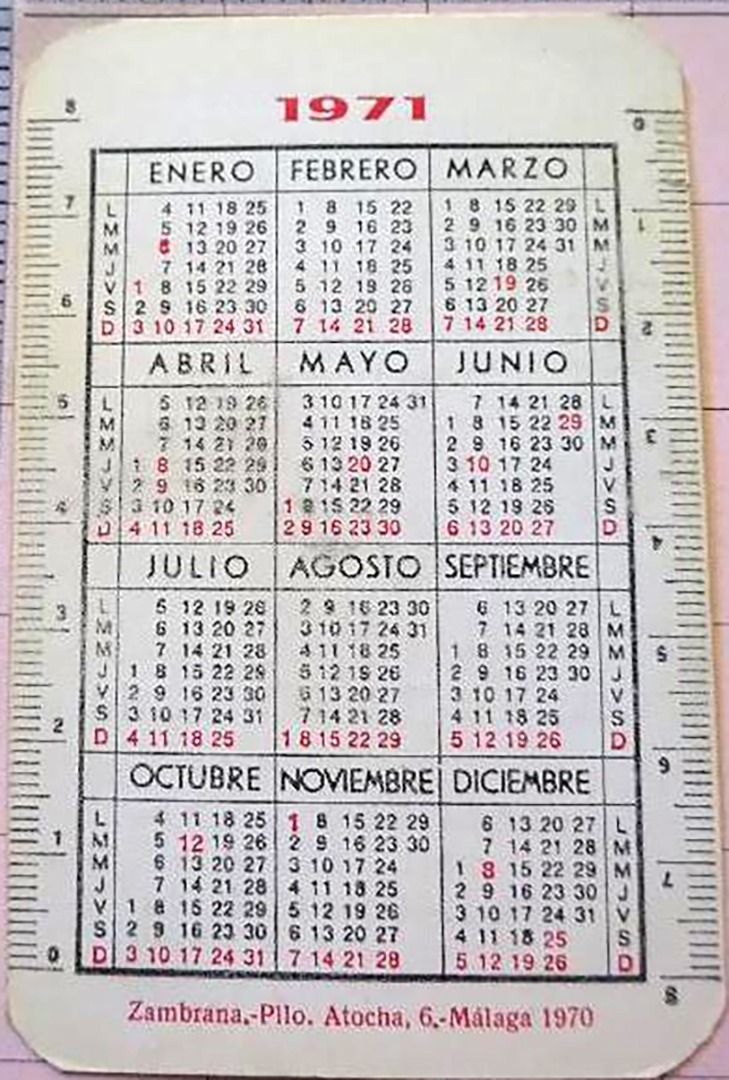 1971
8 0
ENERO FEBRERO MARZO
L 4 11 18 25 1 8 15 22 1 8 15 22 29 L
7 1
M 5 12 19 26 2 9 16 23 2 9 16 23 30 M
M 6 13 20 27 3 10 17 24 3 10 17 24 31 M
J 7 14 21 28 4 11 18 25 4 11 18 25 J
V 1 8 15 22 29 5 12 19 26 5 12 19 26 V
6 2
S 2 9 16 23 30 6 13 20 27 6 13 20 27 S
D 3 10 17 24 31 7 14 21 28 7 14 21 28 D
ABRIL MAYO JUNIO
5 3
L 5 12 19 26 3 10 17 24 31 7 14 21 28 L
M 6 13 20 27 4 11 18 25 1 8 15 22 29 M
M 7 14 21 28 5 12 19 26 2 9 16 23 30 M
J 1 8 15 22 29 6 13 20 27 3 10 17 24 J
V 2 9 16 23 30 7 14 21 28 4 11 18 25 V
4 4
S 3 10 17 24 1 8 15 22 29 5 12 19 26 S
D 4 11 18 25 2 9 16 23 30 6 13 20 27 D
JULIO AGOSTO SEPTIEMBRE
3 5
L 5 12 19 26 2 9 16 23 30 6 13 20 27 L
M 6 13 20 27 3 10 17 24 31 7 14 21 28 M
M 7 14 21 28 4 11 18 25 1 8 15 22 29 M
J 1 8 15 22 29 5 12 19 26 2 9 16 23 30 J
V 2 9 16 23 30 6 13 20 27 3 10 17 24 V
S 3 10 17 24 31 7 14 21 28 4 11 18 25 S
2 6
D 4 11 18 25 1 8 15 22 29 5 12 19 26 D
OCTUBRE NOVIEMBRE DICIEMBRE
L 4 11 18 25 1 8 15 22 29 6 13 20 27 L
1 7
M 5 12 19 26 2 9 16 23 30 7 14 21 28 M
M 6 13 20 27 3 10 17 24 1 8 15 22 29 M
J 7 14 21 28 4 11 18 25 2 9 16 23 30 J
V 1 8 15 22 29 5 12 19 26 3 10 17 24 31 V
S 2 9 16 23 30 6 13 20 27 4 11 18 25 S
D 3 10 17 24 31 7 14 21 28 5 12 19 26 D
0 8
Zambrana.-Pllo. Atocha, 6.-Málaga 1970